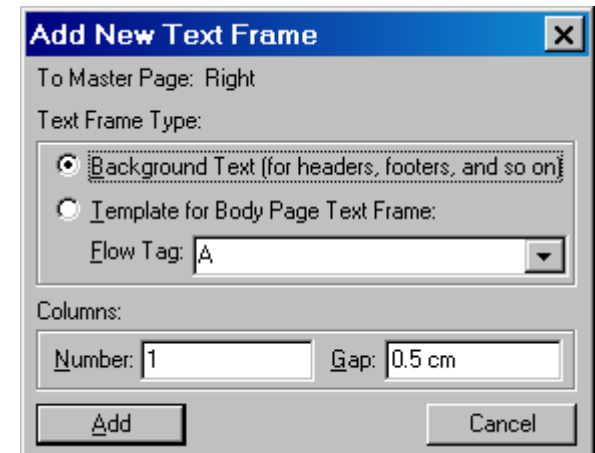 Add New Text Frame
To Master Page: Right
Text Frame Type:
Background Text (for headers, footers, and so on)
Template for Body Page Text Frame:
Flow Tag: A
Columns:
Number: 1 Gap: 0.5 cm
Add Cancel